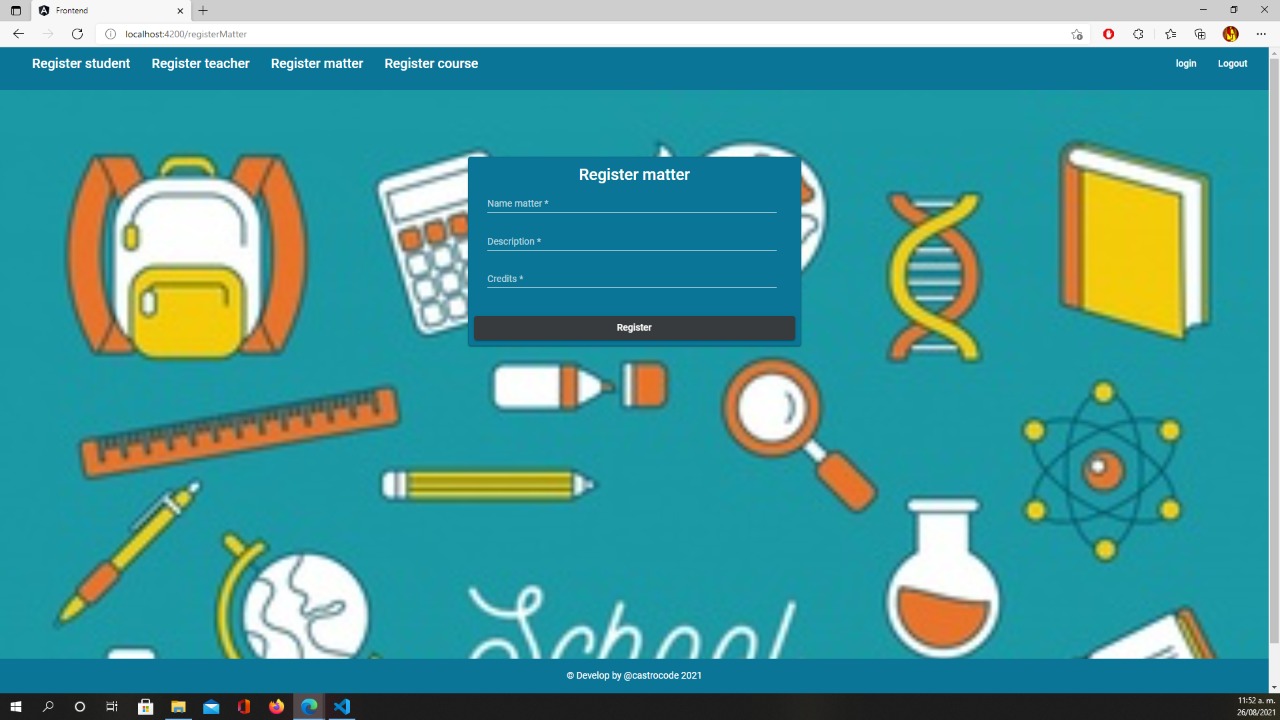 Frontend
localhost:4200/registerMatter
Register student Register teacher Register matter Register course login Logout
Register matter
Name matter *
Description *
Credits *
Register
School
© Develop by @castrocode 2021
11:52 a. m.
26/08/2021